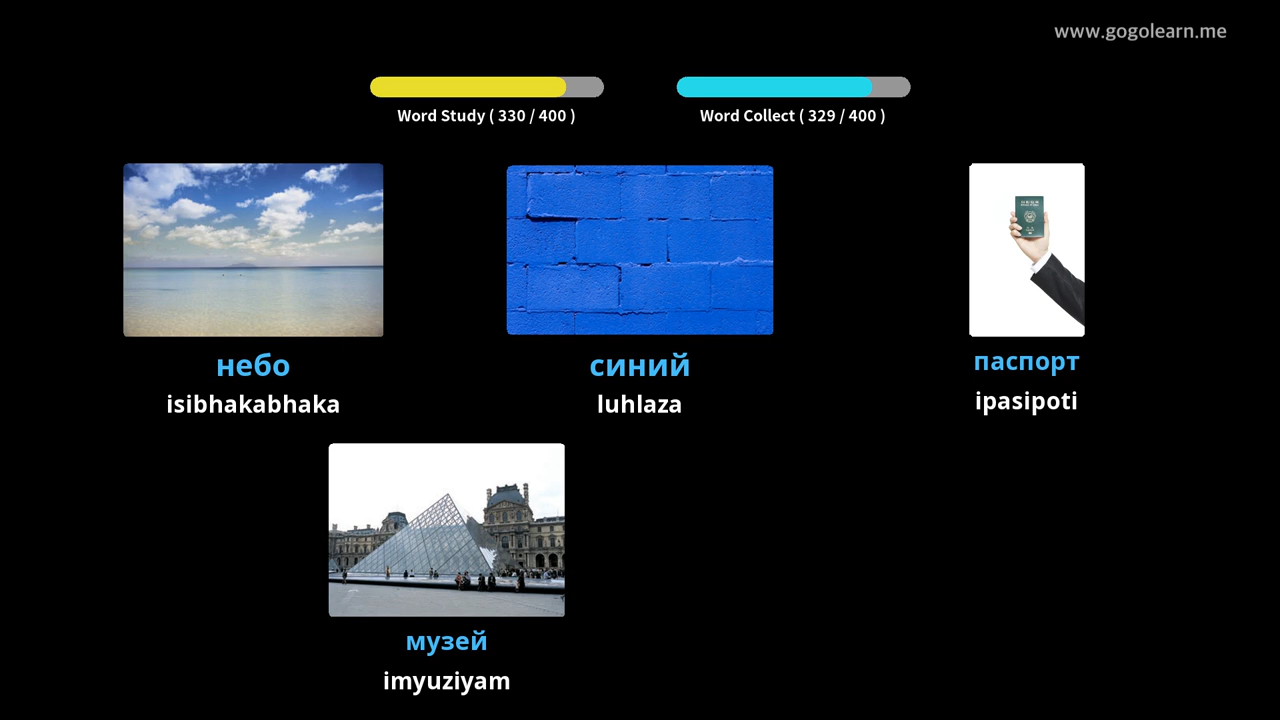 www.gogolearn.me
Word Study ( 330 / 400 )
Word Collect ( 329 / 400 )
небо
isibhakabhaka
синий
luhlaza
паспорт
ipasipoti
музей
imyuziyam